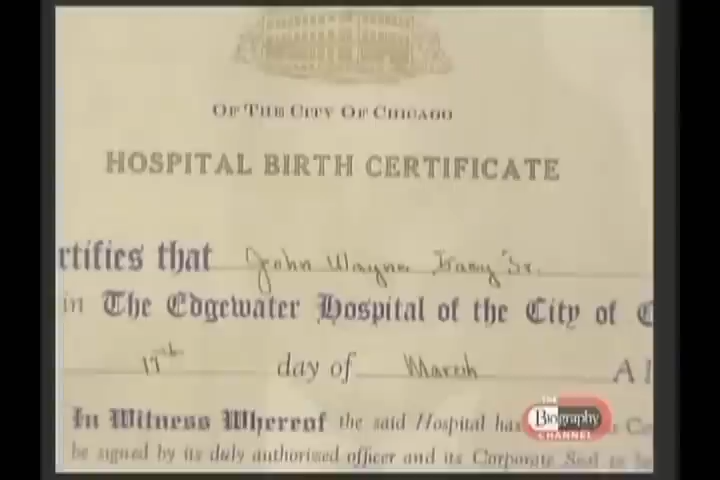 OF THE CITY OF CHICAGO
HOSPITAL BIRTH CERTIFICATE
rtifies that John Wayne Gacy Jr.
in The Edgewater Hospital of the City of C
17th day of March A
In Witness Whereof the said Hospital has
be signed by its duly authorized officer and its Corporate Seal to be
THE
Biography
CHANNEL